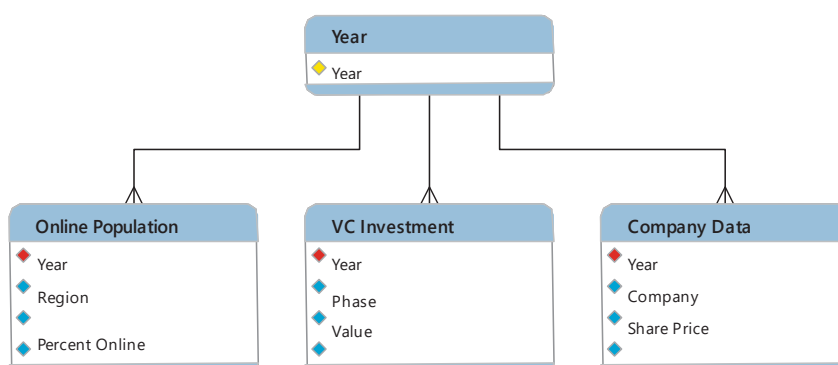 Year
Year
Online Population
Year
Region
Percent Online
VC Investment
Year
Phase
Value
Company Data
Year
Company
Share Price